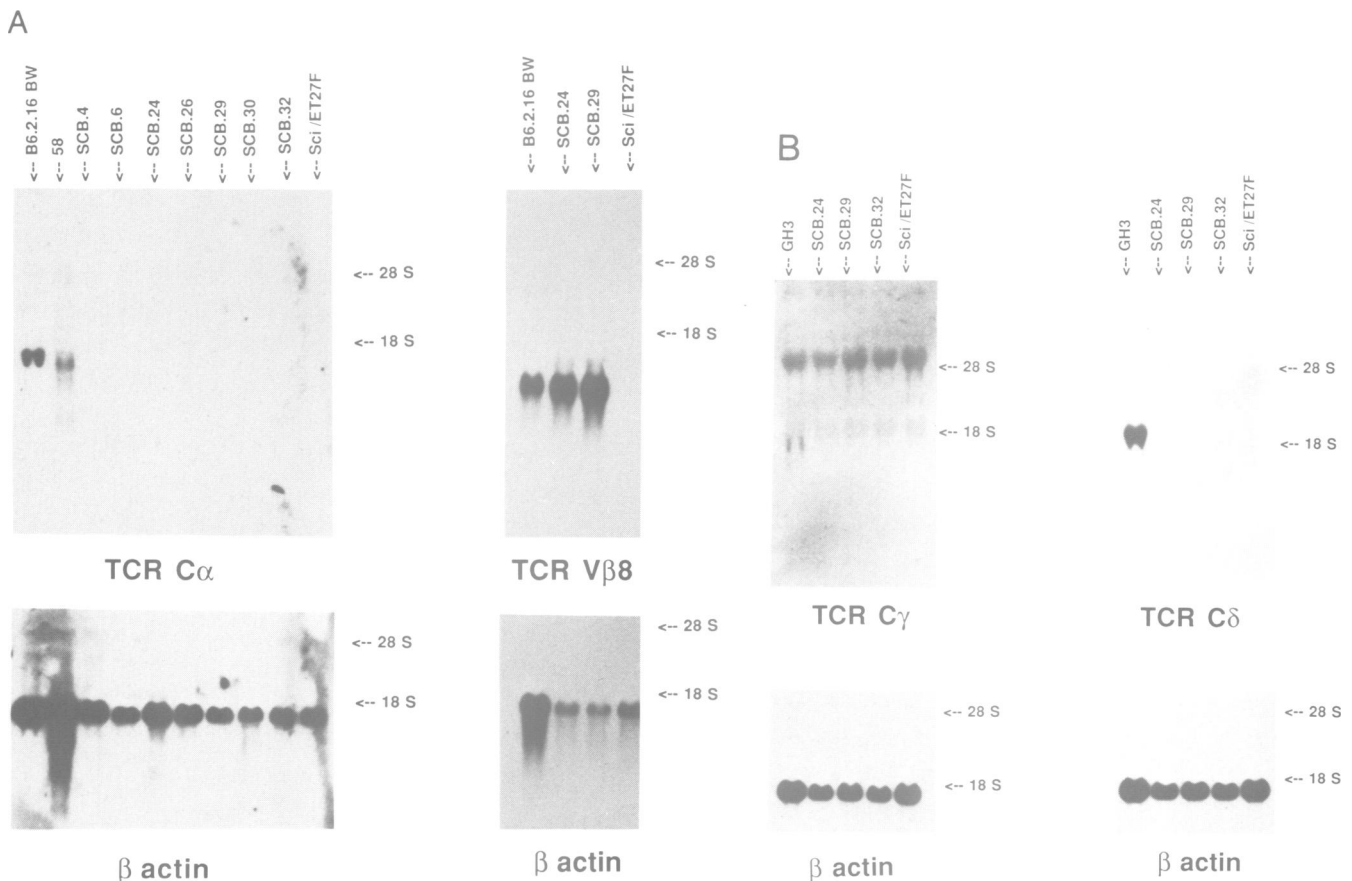 A
<-- B6.2.16 BW
<-- 58
<-- SCB.4
<-- SCB.6
<-- SCB.24
<-- SCB.26
<-- SCB.29
<-- SCB.30
<-- SCB.32
<-- Sci /ET27F
<-- 28 S
<-- 18 S
TCR Cα
<-- 28 S
<-- 18 S
β actin
<-- B6.2.16 BW
<-- SCB.24
<-- SCB.29
<-- Sci /ET27F
<-- 28 S
<-- 18 S
TCR Vβ8
<-- 28 S
<-- 18 S
β actin
B
<-- GH3
<-- SCB.24
<-- SCB.29
<-- SCB.32
<-- Sci/ET27F
<-- 28 S
<-- 18 S
TCR Cγ
<-- 28 S
<-- 18 S
β actin
<-- GH3
<-- SCB.24
<-- SCB.29
<-- SCB.32
<-- Sci/ET27F
<-- 28 S
<-- 18 S
TCR Cδ
<-- 28 S
<-- 18 S
β actin